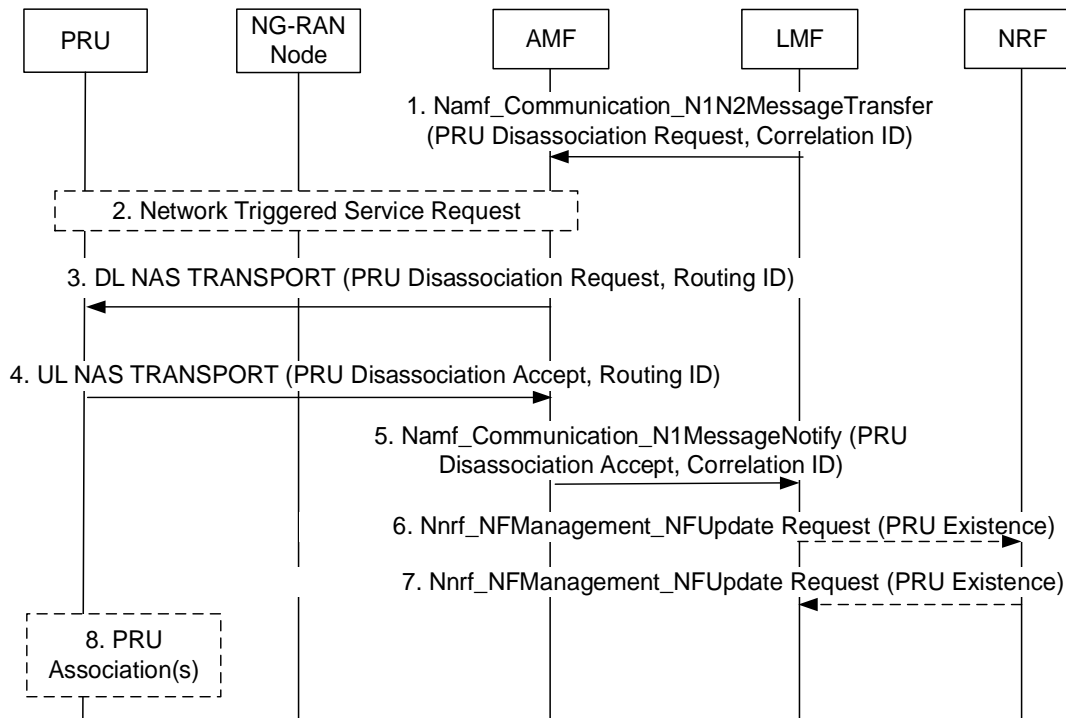 PRU
NG-RAN
Node
AMF
LMF
NRF
1. Namf_Communication_N1N2MessageTransfer
(PRU Disassociation Request, Correlation ID)
2. Network Triggered Service Request
3. DL NAS TRANSPORT (PRU Disassociation Request, Routing ID)
4. UL NAS TRANSPORT (PRU Disassociation Accept, Routing ID)
5. Namf_Communication_N1MessageNotify (PRU
Disassociation Accept, Correlation ID)
6. Nnrf_NFManagement_NFUpdate Request (PRU Existence)
7. Nnrf_NFManagement_NFUpdate Request (PRU Existence)
8. PRU
Association(s)